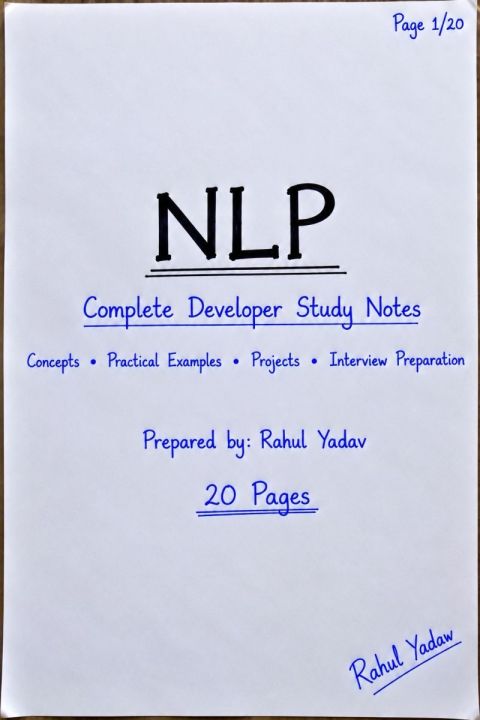 Page 1/20
NLP
Complete Developer Study Notes
Concepts • Practical Examples • Projects • Interview Preparation
Prepared by: Rahul Yadav
20 Pages
Rahul Yadaw